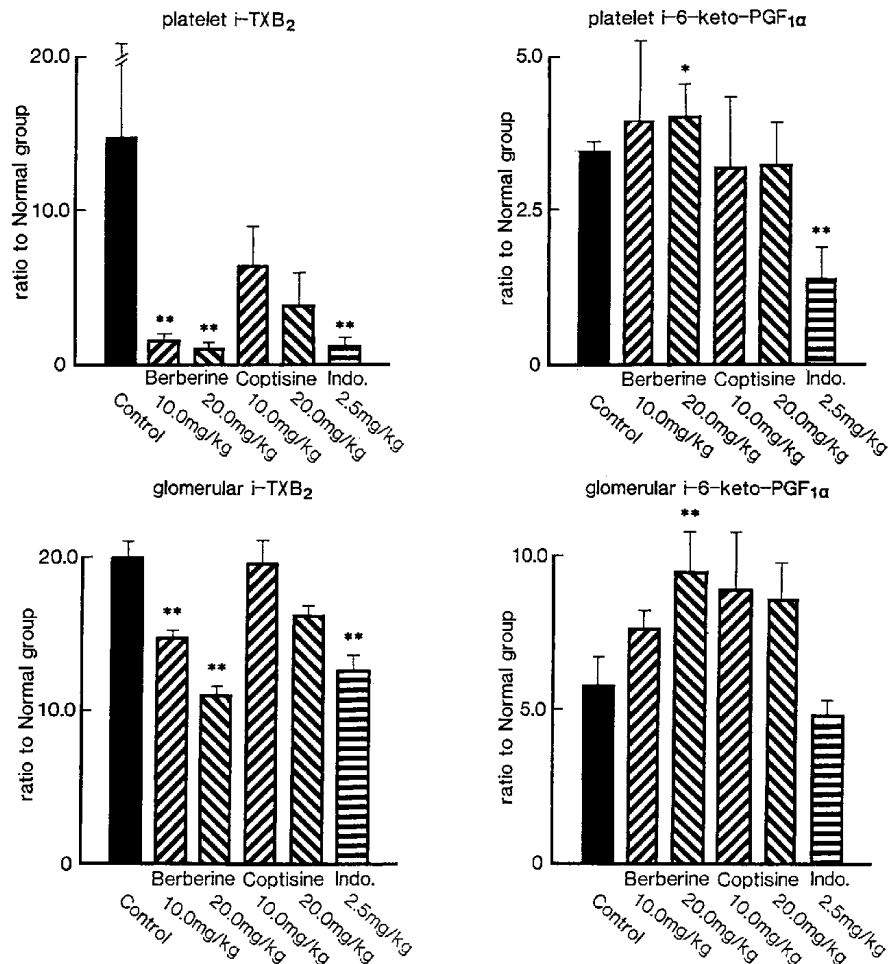 platelet i-TXB₂
20.0
10.0
0
ratio to Normal group
Berberine Coptisine Indo.
Control
10.0mg/kg
20.0mg/kg
10.0mg/kg
20.0mg/kg
2.5mg/kg
** ** **
platelet i-6-keto-PGF₁α
5.0
2.5
0
ratio to Normal group
* **
Berberine Coptisine Indo.
Control
10.0mg/kg
20.0mg/kg
10.0mg/kg
20.0mg/kg
2.5mg/kg
glomerular i-TXB₂
20.0
10.0
0
ratio to Normal group
** ** **
Berberine Coptisine Indo.
Control
10.0mg/kg
20.0mg/kg
10.0mg/kg
20.0mg/kg
2.5mg/kg
glomerular i-6-keto-PGF₁α
10.0
5.0
0
ratio to Normal group
**
Berberine Coptisine Indo.
Control
10.0mg/kg
20.0mg/kg
10.0mg/kg
20.0mg/kg
2.5mg/kg